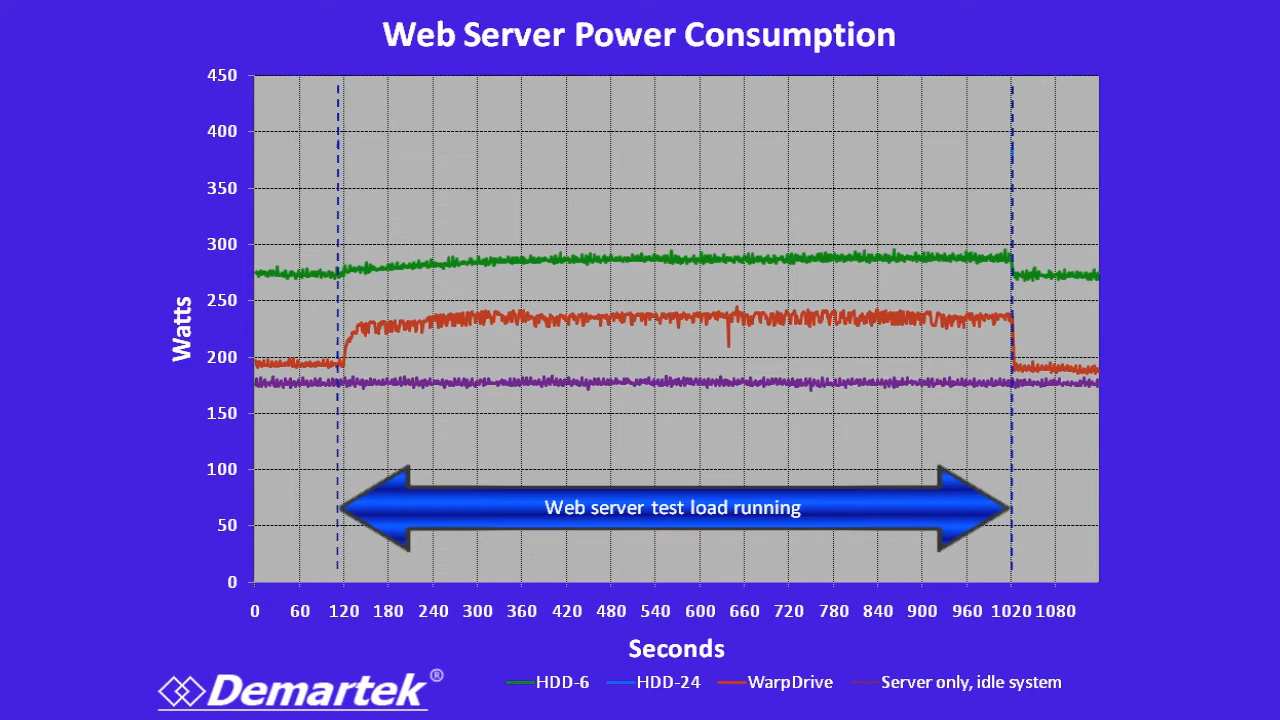 Web Server Power Consumption
450
400
350
300
250
200
150
100
50
0
Watts
Web server test load running
0 60 120 180 240 300 360 420 480 540 600 660 720 780 840 900 960 1020 1080
Seconds
HDD-6 HDD-24 WarpDrive Server only, idle system
Demartek®